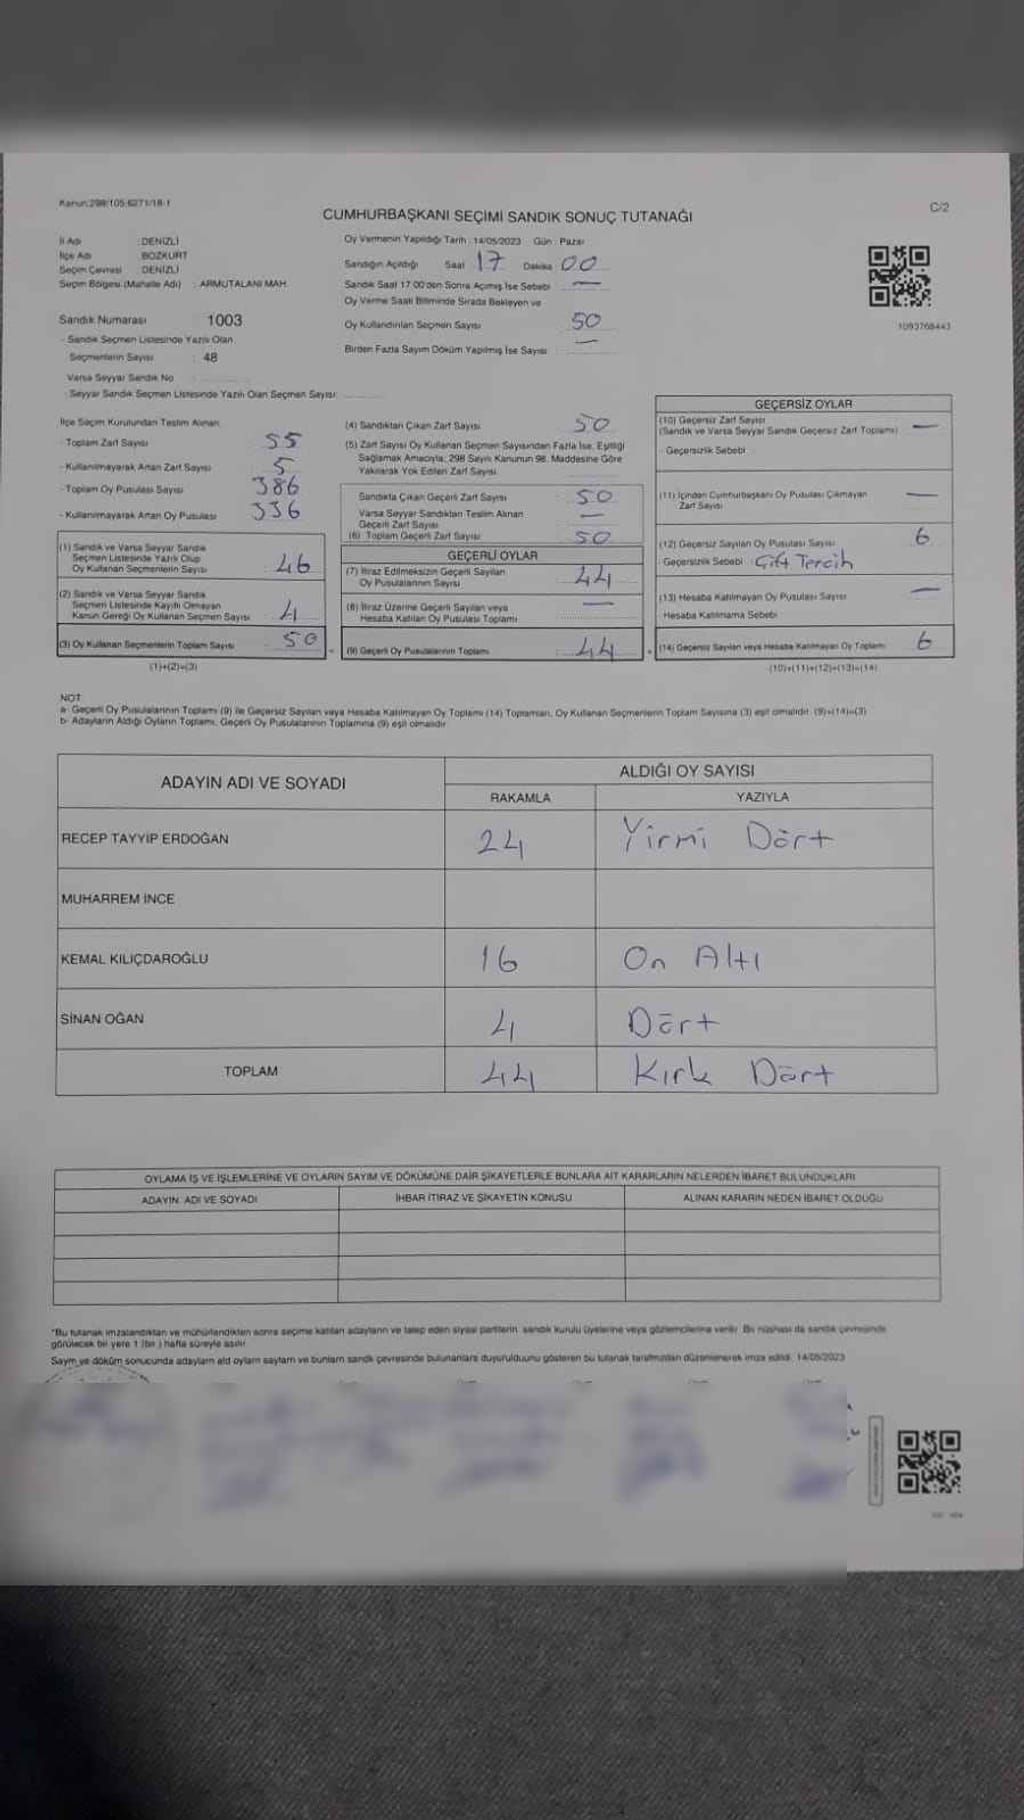 Kanun:298/105-6271/18-1
C/2
CUMHURBAŞKANI SEÇİMİ SANDIK SONUÇ TUTANAĞI
İl Adı : DENİZLİ
İlçe Adı BOZKURT
Seçim Çevresi DENİZLİ
Seçim Bölgesi (Mahalle Adı) : ARMUTALANI MAH.
Sandık Numarası 1003
- Sandık Seçmen Listesinde Yazılı Olan
Seçmenlerin Sayısı : 48
Varsa Seyyar Sandık No
- Seyyar Sandık Seçmen Listesinde Yazılı Olan Seçmen Sayısı
Oy Vermenin Yapıldığı Tarih : 14/05/2023 Gün : Pazar
Sandığın Açıldığı Saat 17 Dakika 00
Sandık Saat 17:00'den Sonra Açılmış İse Sebebi —
Oy Verme Saati Bitiminde Sırada Bekleyen ve
Oy Kullandırılan Seçmen Sayısı 50
Birden Fazla Sayım Döküm Yapılmış İse Sayısı —
1093768443
İlçe Seçim Kurulundan Teslim Alınan
- Toplam Zarf Sayısı 55
- Kullanılmayarak Artan Zarf Sayısı 5
- Toplam Oy Pusulası Sayısı 386
- Kullanılmayarak Artan Oy Pusulası 336
(1) Sandık ve Varsa Seyyar Sandık
Seçmen Listesinde Yazılı Olup
Oy Kullanan Seçmenlerin Sayısı 46
(2) Sandık ve Varsa Seyyar Sandık
Seçmen Listesinde Kayıtlı Olmayan
Kanun Gereği Oy Kullanan Seçmen Sayısı 4
(3) Oy Kullanan Seçmenlerin Toplam Sayısı 50
(1)+(2)=(3)
(4) Sandıktan Çıkan Zarf Sayısı 50
(5) Zarf Sayısı Oy Kullanan Seçmen Sayısından Fazla İse, Eşitliği
Sağlamak Amacıyla; 298 Sayılı Kanunun 98. Maddesine Göre
Yakılarak Yok Edilen Zarf Sayısı
Sandıkta Çıkan Geçerli Zarf Sayısı 50
Varsa Seyyar Sandıktan Teslim Alınan
Geçerli Zarf Sayısı —
(6) Toplam Geçerli Zarf Sayısı 50
GEÇERLİ OYLAR
(7) İtiraz Edilmeksizin Geçerli Sayılan
Oy Pusulalarının Sayısı 44
(8) İtiraz Üzerine Geçerli Sayılan veya
Hesaba Katılan Oy Pusulası Toplamı —
(9) Geçerli Oy Pusulalarının Toplamı 44
GEÇERSİZ OYLAR
(10) Geçersiz Zarf Sayısı
(Sandık ve Varsa Seyyar Sandık Geçersiz Zarf Toplamı) —
- Geçersizlik Sebebi
(11) İçinden Cumhurbaşkanı Oy Pusulası Çıkmayan
Zarf Sayısı —
(12) Geçersiz Sayılan Oy Pusulası Sayısı 6
Geçersizlik Sebebi : Çift Tercih
(13) Hesaba Katılmayan Oy Pusulası Sayısı —
Hesaba Katılmama Sebebi
(14) Geçersiz Sayılan veya Hesaba Katılmayan Oy Toplamı 6
(10)+(11)+(12)+(13)=(14)
NOT
a- Geçerli Oy Pusulalarının Toplamı (9) ile Geçersiz Sayılan veya Hesaba Katılmayan Oy Toplamı (14) Toplamları, Oy Kullanan Seçmenlerin Toplam Sayısına (3) eşit olmalıdır. (9)+(14)=(3)
b- Adayların Aldığı Oyların Toplamı, Geçerli Oy Pusulalarının Toplamına (9) eşit olmalıdır
ADAYIN ADI VE SOYADI
ALDIĞI OY SAYISI
RAKAMLA YAZIYLA
RECEP TAYYİP ERDOĞAN 24 Yirmi Dört
MUHARREM İNCE
KEMAL KILIÇDAROĞLU 16 On Altı
SİNAN OĞAN 4 Dört
TOPLAM 44 Kırk Dört
OYLAMA İŞ VE İŞLEMLERİNE VE OYLARIN SAYIM VE DÖKÜMÜNE DAİR ŞİKAYETLERLE BUNLARA AİT KARARLARIN NELERDEN İBARET BULUNDUKLARI
ADAYIN ADI VE SOYADI İHBAR İTİRAZ VE ŞİKAYETİN KONUSU ALINAN KARARIN NEDEN İBARET OLDUĞU
*Bu tutanak imzalandıktan ve mühürlendikten sonra seçime katılan adayların ve talep eden siyasi partilerin sandık kurulu üyelerine veya gözlemcilerine verilir. Bir nüshası da sandık çevresinde
görülecek bir yere 1 (bir) hafta süreyle asılır.
Sayım ve döküm sonucunda adayların aldı oyların sayıların ve bunların sandık çevresinde bulunanlara duyurulduunu gösteren bu tutanak tarafımızdan düzenlenerek imza edildi. 14/05/2023